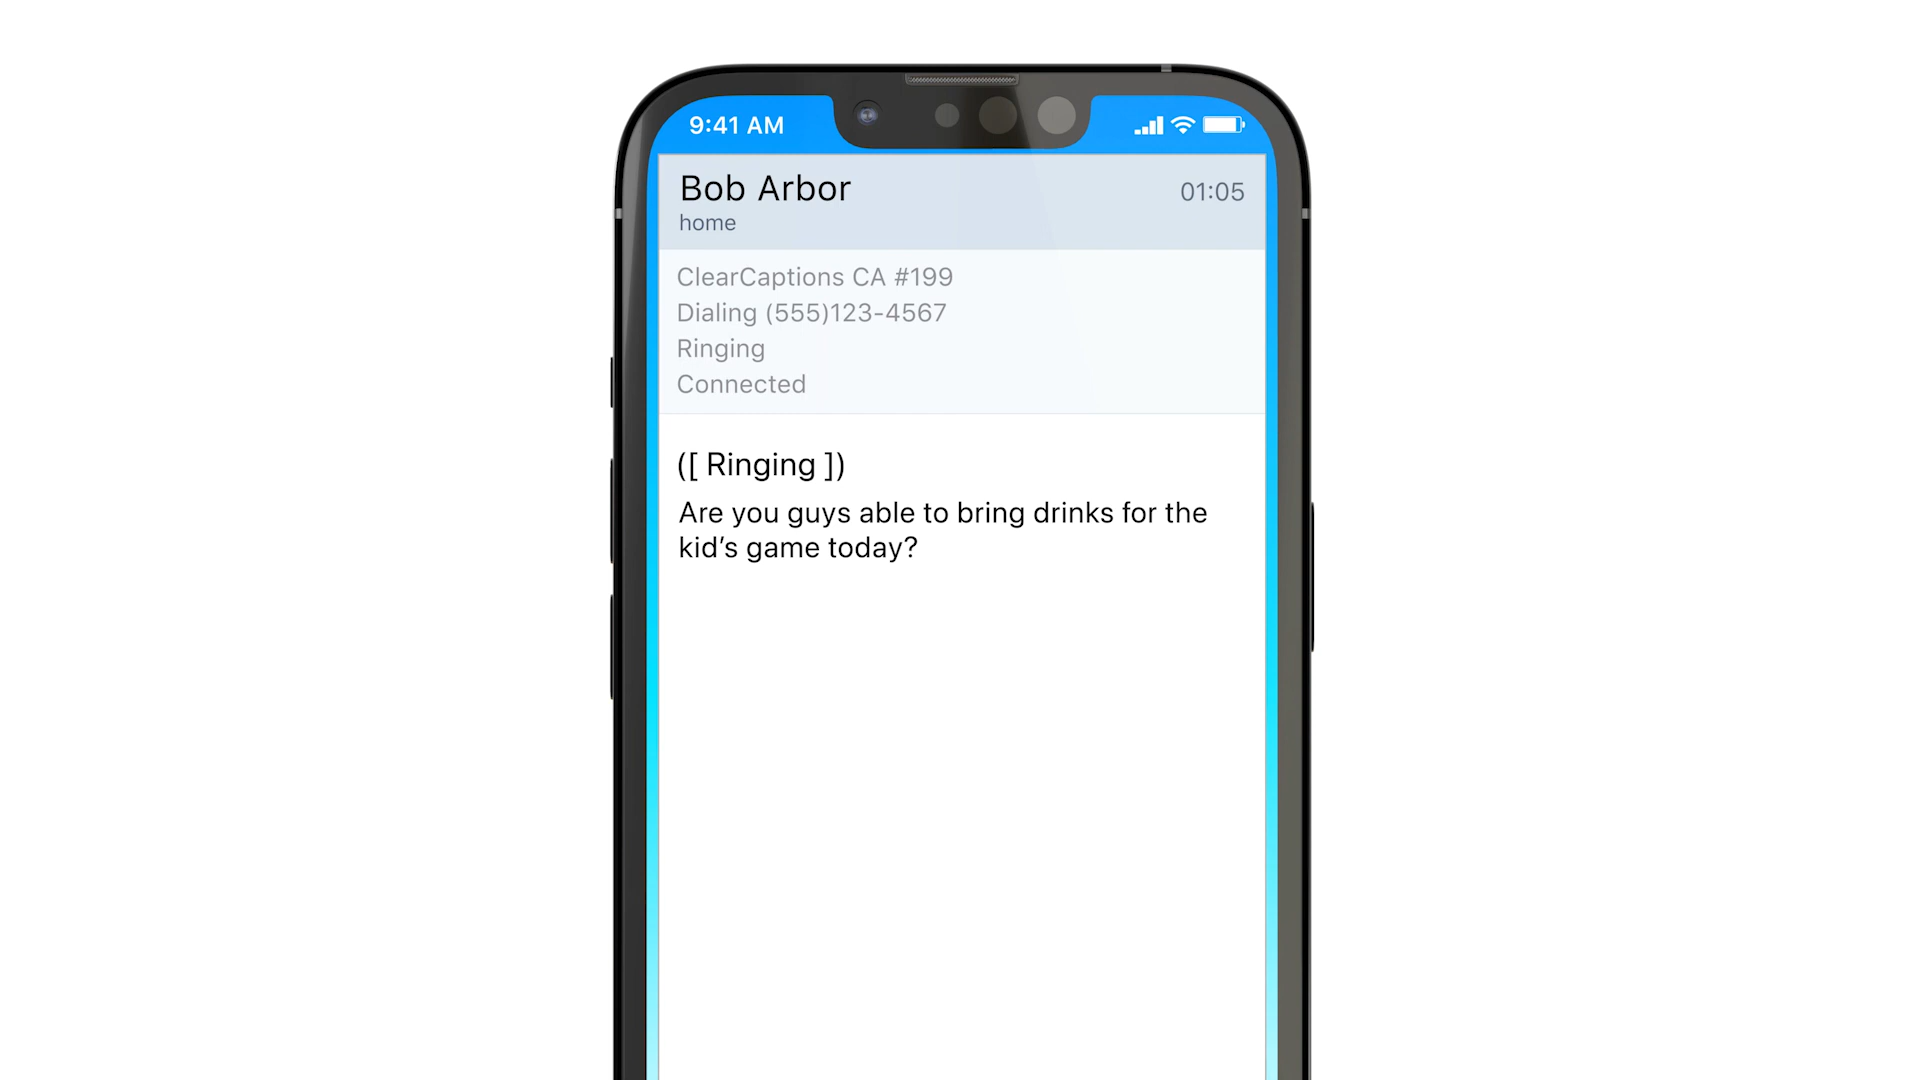 9:41 AM
Bob Arbor
01:05
home
ClearCaptions CA #199
Dialing (555)123-4567
Ringing
Connected
([ Ringing ])
Are you guys able to bring drinks for the
kid’s game today?